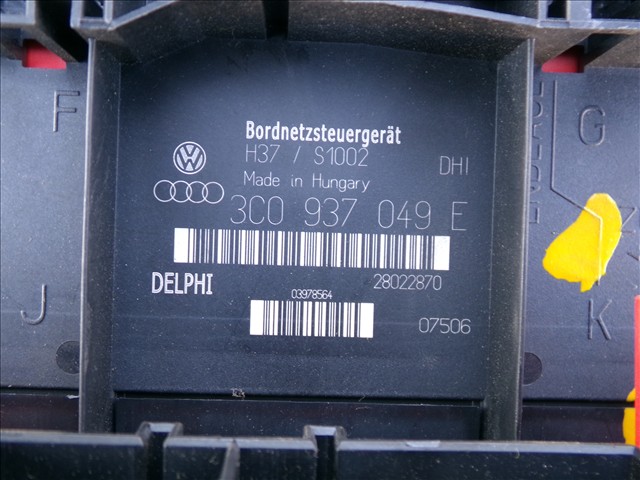 F
G
Bordnetzsteuergerät
H37 / S1002
DHI
Made in Hungary
3C0 937 049 E
DELPHI
28022870
03978564
J
07506
K